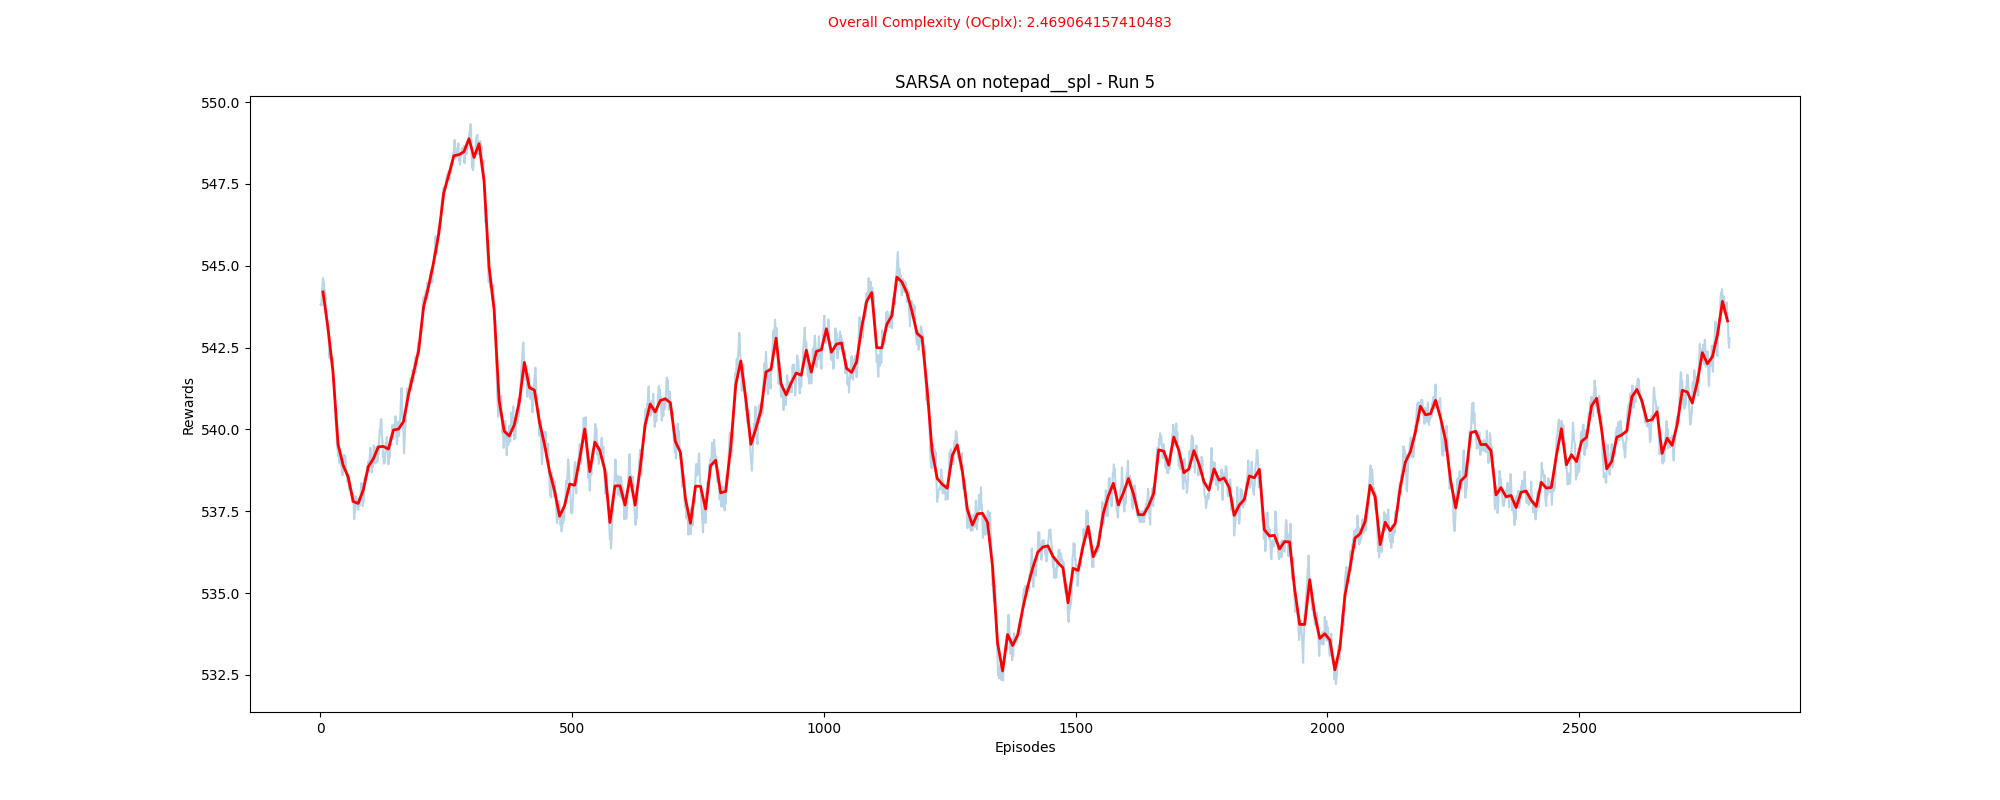 Overall Complexity (OCplx): 2.469064157410483
SARSA on notepad__spl - Run 5
550.0
547.5
545.0
542.5
540.0
537.5
535.0
532.5
Rewards
0 500 1000 1500 2000 2500
Episodes